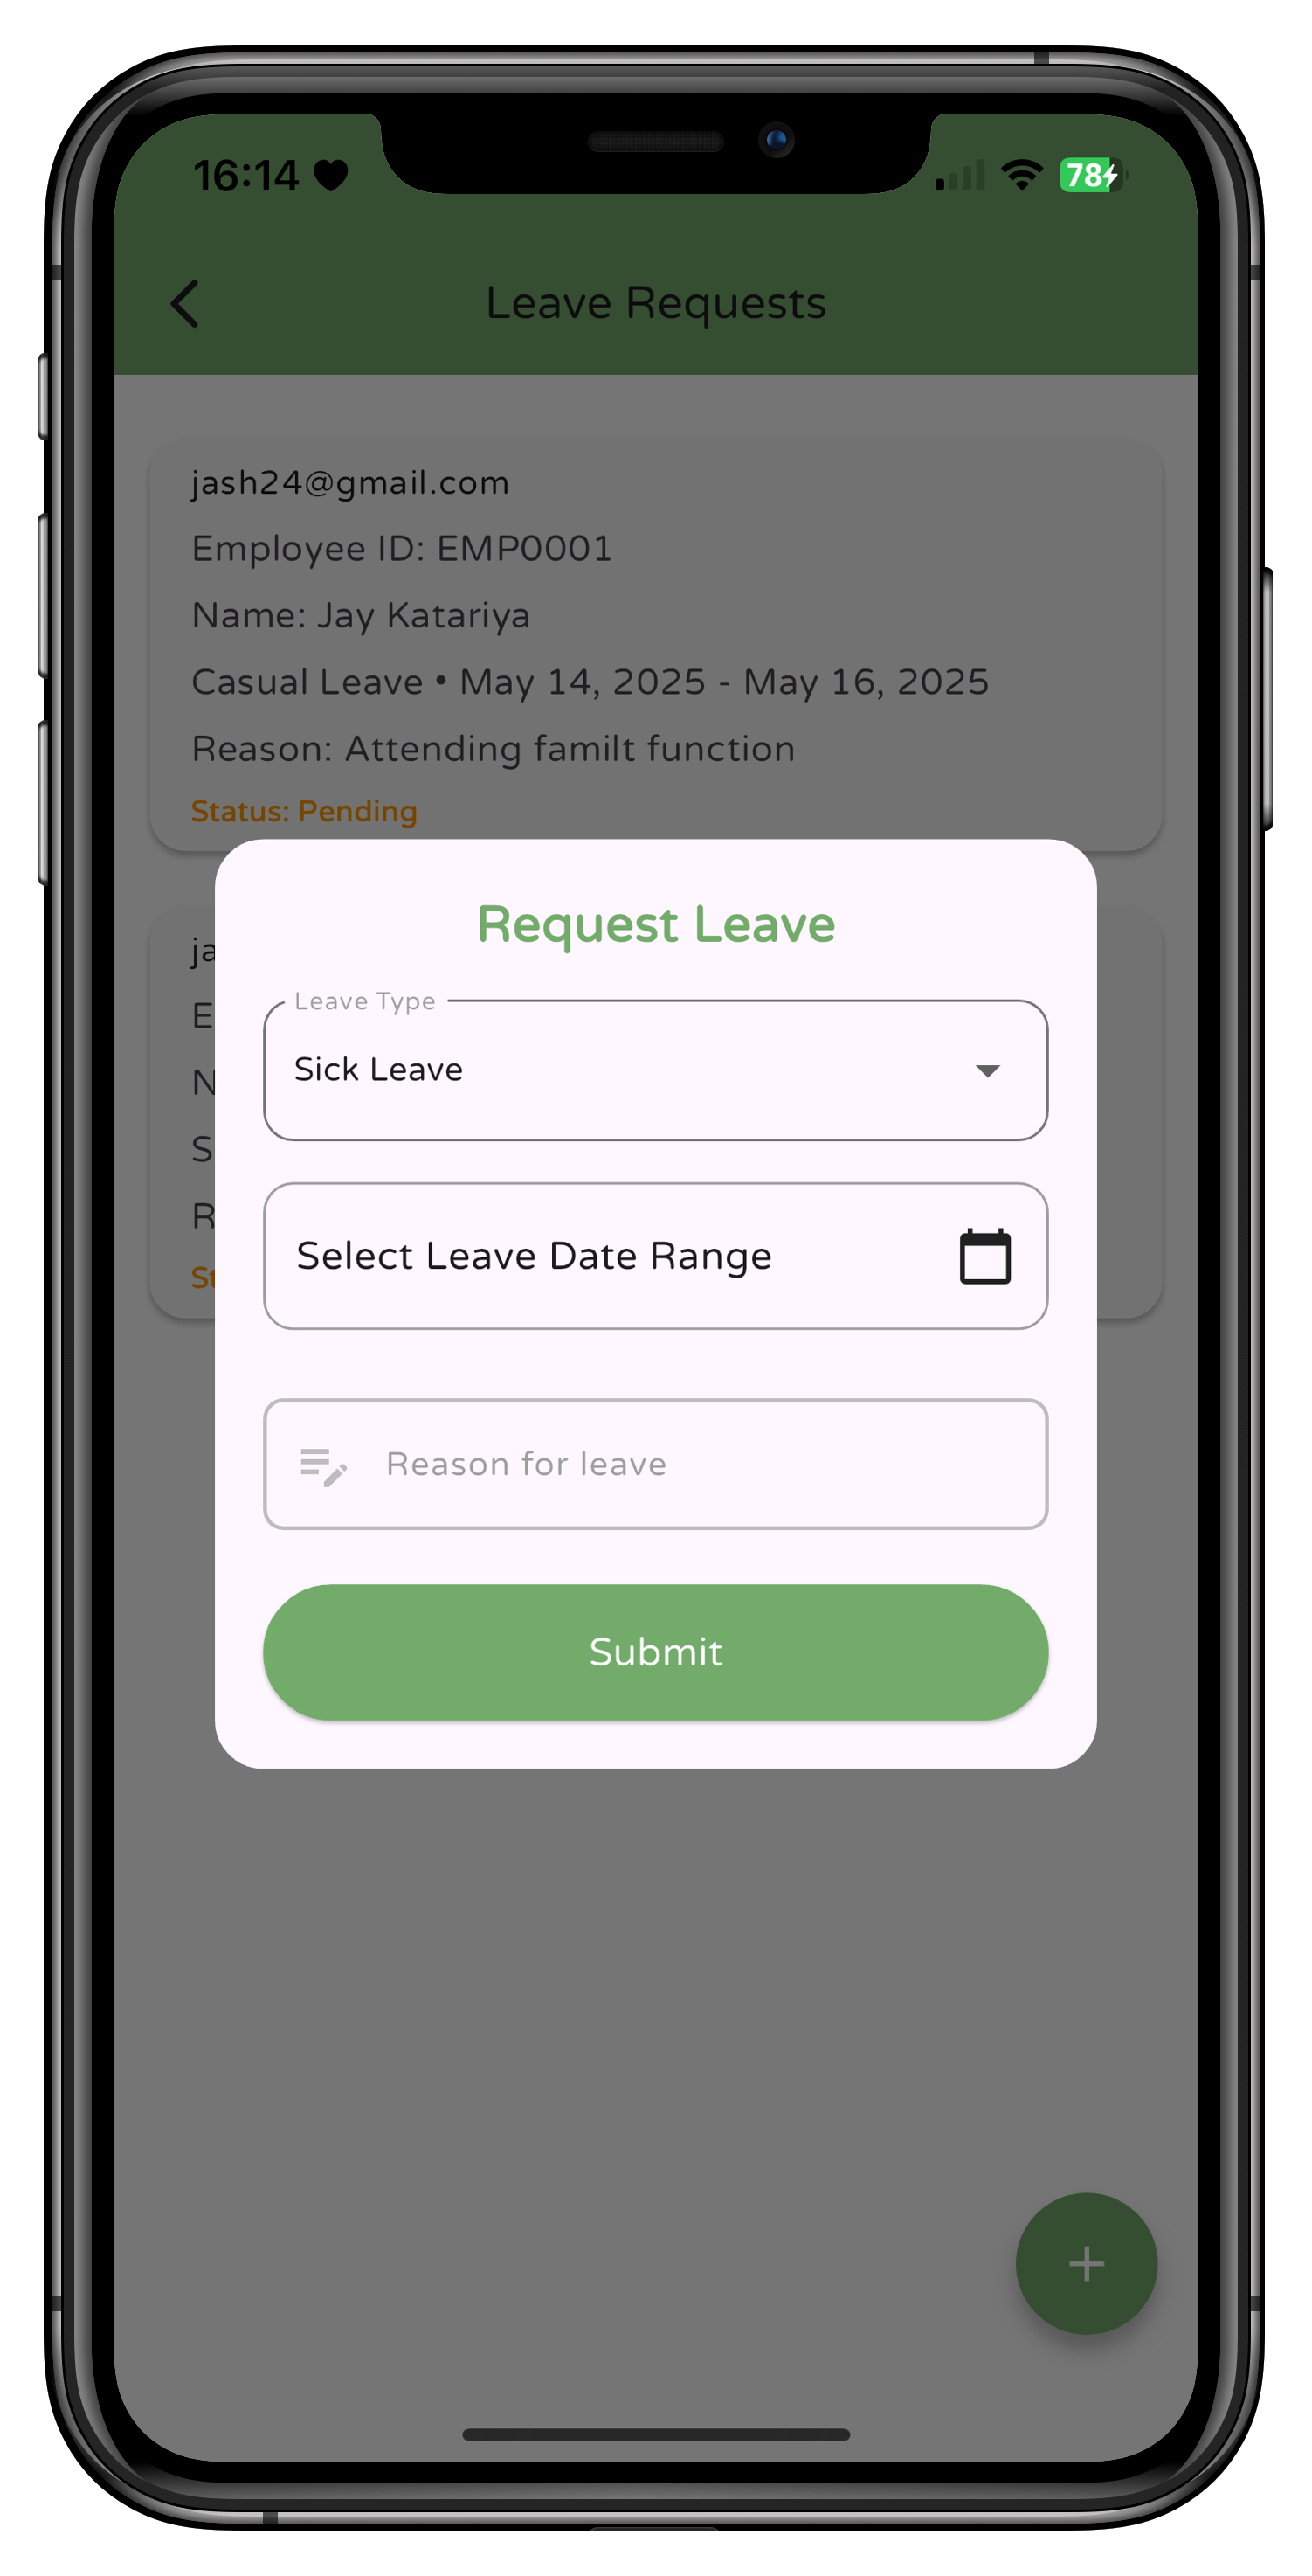 16:14
78
Leave Requests
jash24@gmail.com
Employee ID: EMP0001
Name: Jay Katariya
Casual Leave • May 14, 2025 - May 16, 2025
Reason: Attending familt function
Status: Pending
Request Leave
ja
Leave Type
E
Sick Leave
N
S
R
Select Leave Date Range
St
Reason for leave
Submit